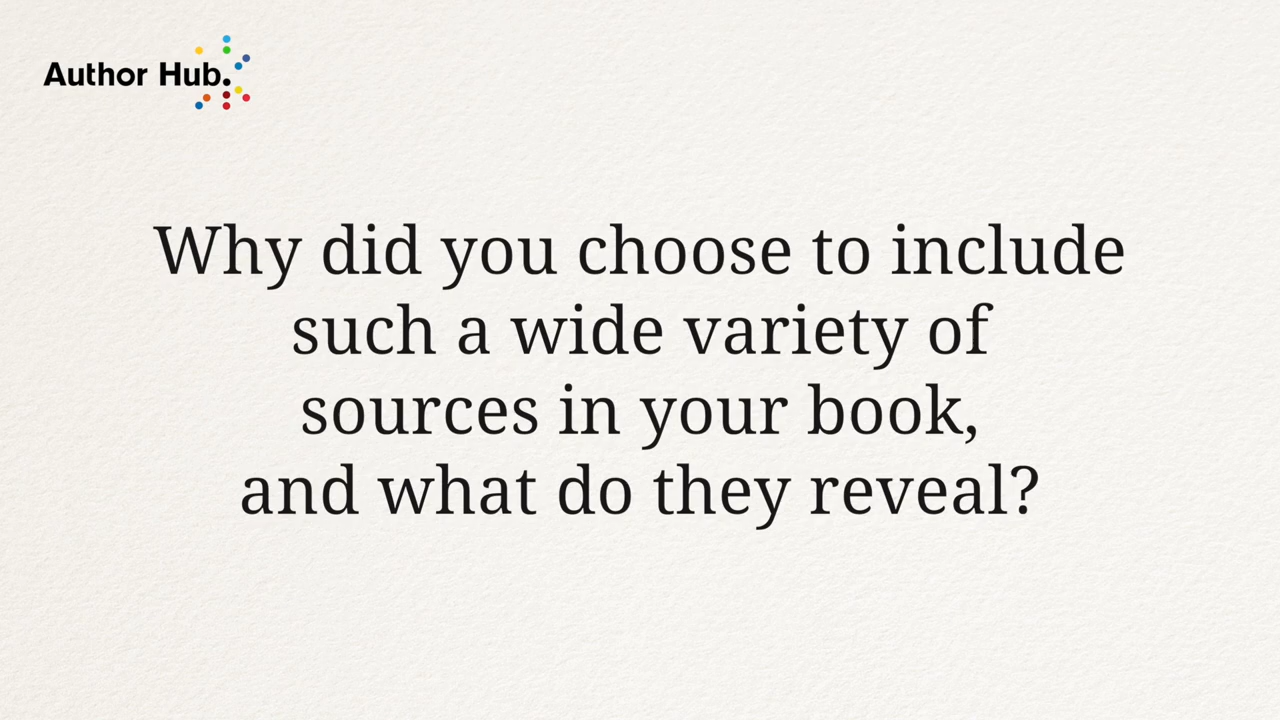 Author Hub.
Why did you choose to include
such a wide variety of
sources in your book,
and what do they reveal?